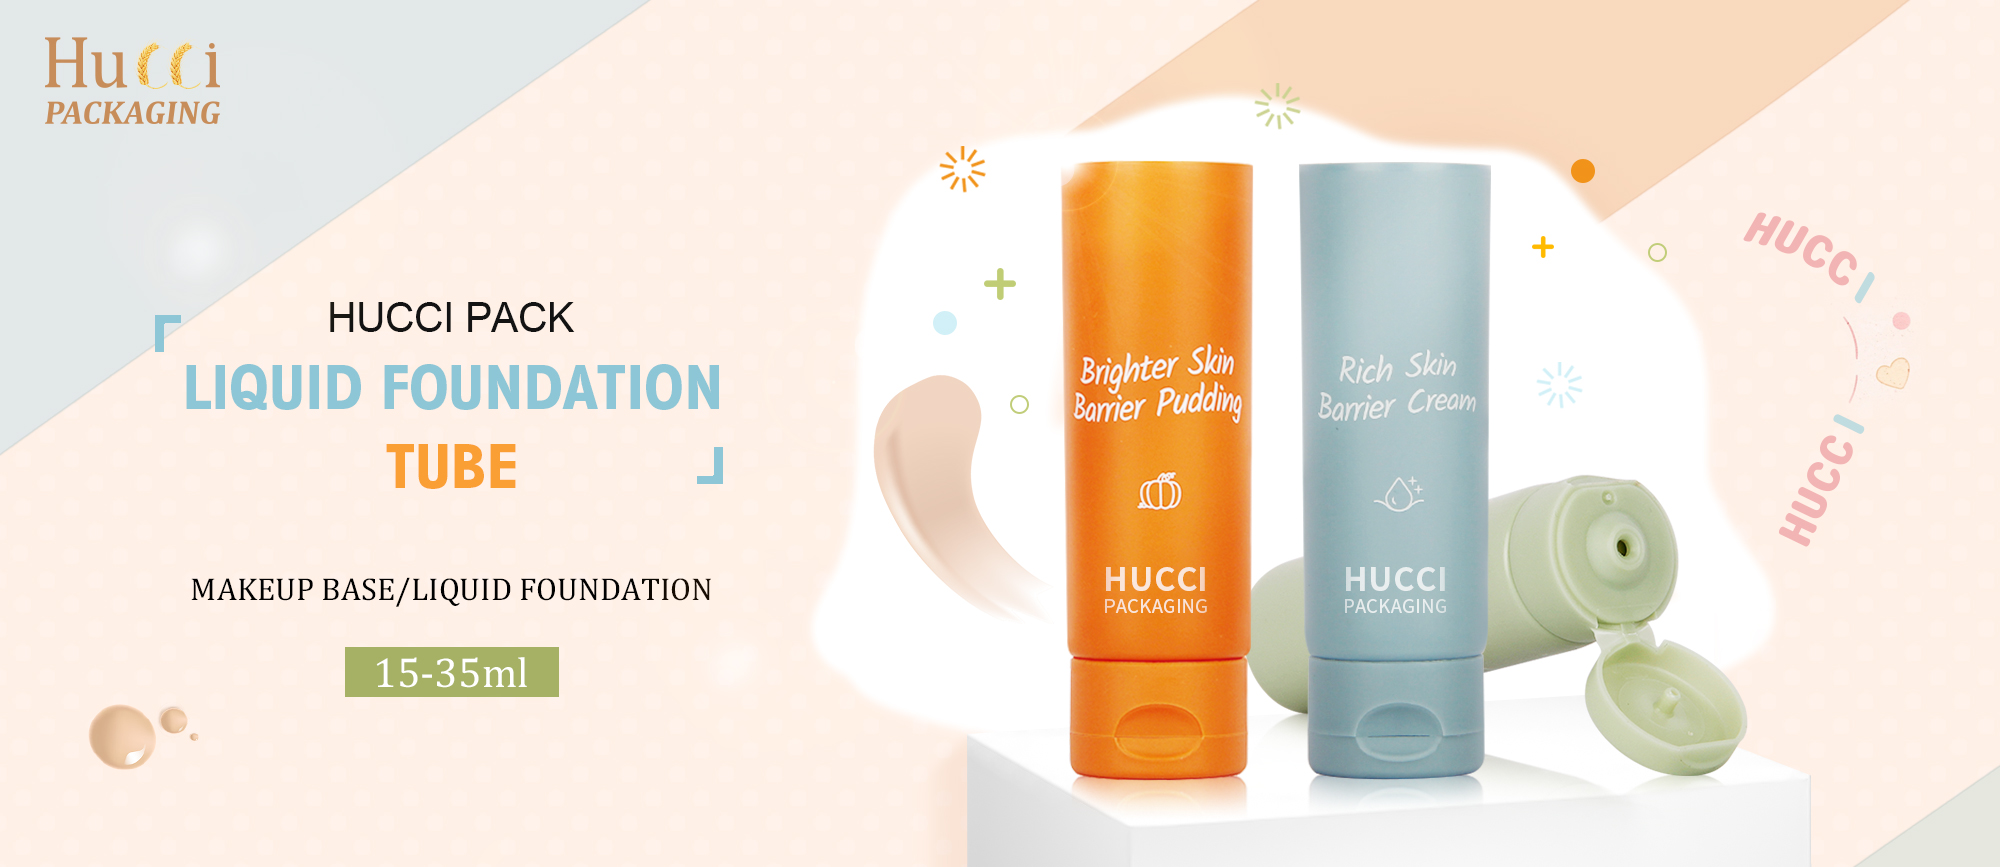 Hucci
PACKAGING
HUCCI PACK
LIQUID FOUNDATION
TUBE
MAKEUP BASE/LIQUID FOUNDATION
15-35ml
Brighter Skin
Barrier Pudding
HUCCI
PACKAGING
Rich Skin
Barrier Cream
HUCCI
PACKAGING
HUCCI
HUCCI